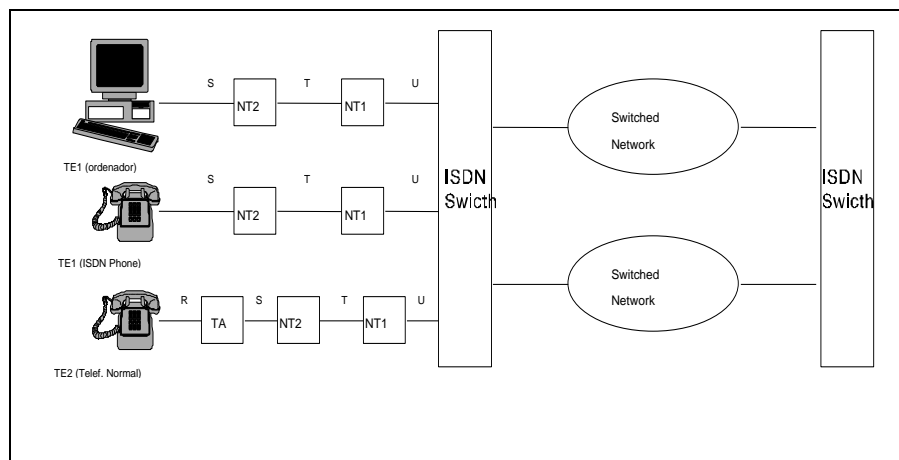 S T U
NT2 NT1
TE1 (ordenador)
S T U
NT2 NT1
TE1 (ISDN Phone)
R S T U
TA NT2 NT1
TE2 (Telef. Normal)
ISDN
Swicth
Switched
Network
Switched
Network
ISDN
Swicth